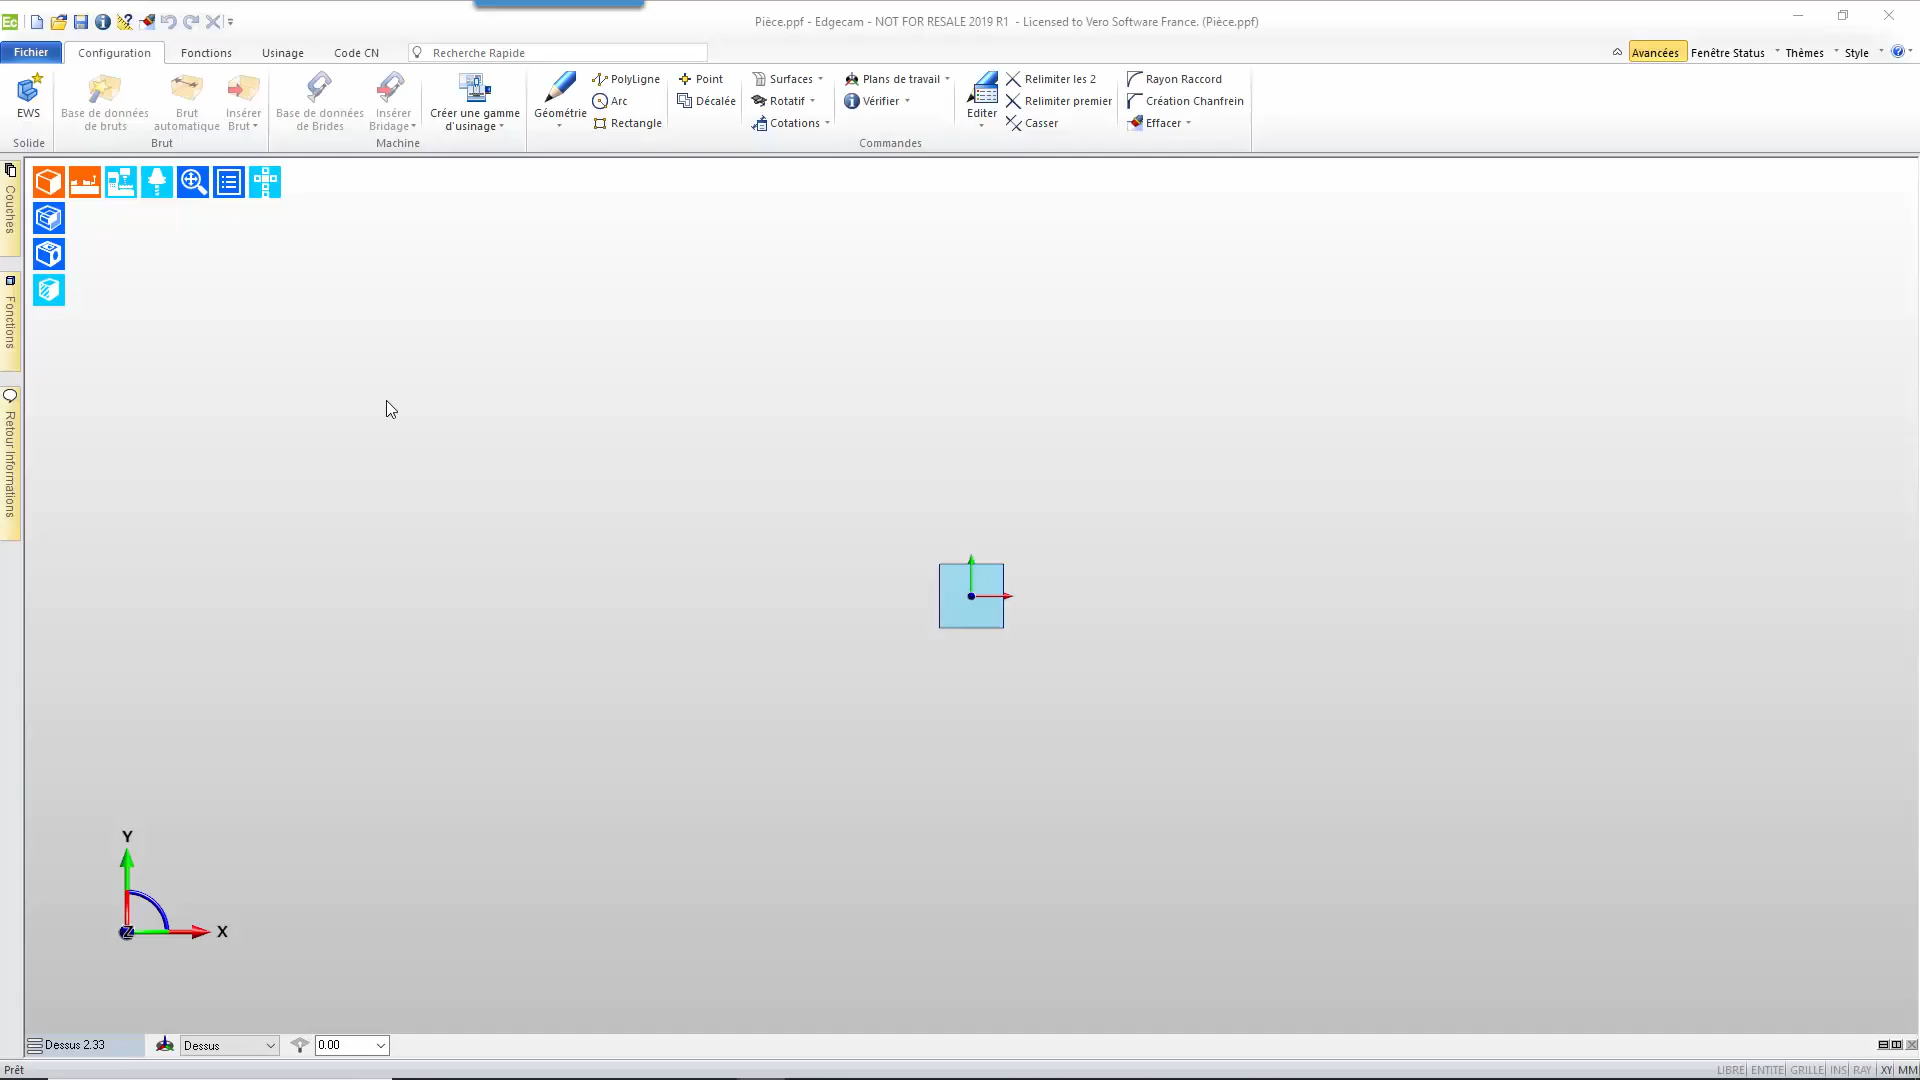 Ec
Pièce.ppf - Edgecam - NOT FOR RESALE 2019 R1 - Licensed to Vero Software France. (Pièce.ppf)
Fichier Configuration Fonctions Usinage Code CN Recherche Rapide Avancées Fenêtre Status Thèmes Style
EWS
Solide
Base de données de bruts
Brut automatique
Insérer Brut
Brut
Base de données de Brides
Insérer Bridage
Créer une gamme d'usinage
Machine
Géométrie
PolyLigne
Arc
Rectangle
Point
Décalée
Surfaces
Rotatif
Cotations
Plans de travail
Vérifier
Editer
Relimiter les 2
Relimiter premier
Casser
Rayon Raccord
Création Chanfrein
Effacer
Commandes
Couches
Fonctions
Retour Informations
Y
Z
X
Dessus 2.33 Dessus 0.00
Prêt LIBRE ENTITE GRILLE INS RAY XY MM